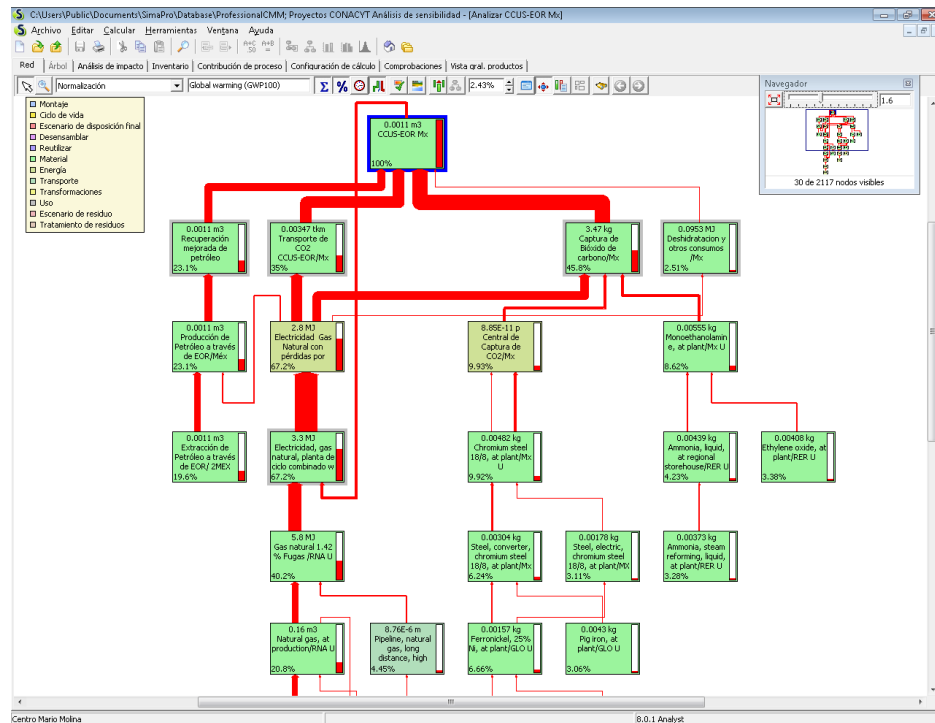 C:\Users\Public\Documents\SimaPro\Database\ProfessionalCMM; Proyectos CONACYT Análisis de sensibilidad - [Analizar CCUS-EOR Mx]
Archivo Editar Calcular Herramientas Ventana Ayuda
A+C
50
A+B
=
Red Árbol Análisis de impacto Inventario Contribución de proceso Configuración de cálculo Comprobaciones Vista gral. productos
Normalización Global warming (GWP100) Σ % 2.43%
Montaje
Ciclo de vida
Escenario de disposición final
Desensamblar
Reutilizar
Material
Energía
Transporte
Transformaciones
Uso
Escenario de residuo
Tratamiento de residuos
Navegador
1.6
30 de 2117 nodos visibles
0.0011 m3
CCUS-EOR Mx
100%
0.0011 m3
Recuperación
mejorada de
petróleo
23.1%
0.00347 tkm
Transporte de
CO2
CCUS-EOR/Mx
35%
3.47 kg
Captura de
Bióxido de
carbono/Mx
45.8%
0.0953 MJ
Deshidratacion y
otros consumos
/Mx
2.51%
0.0011 m3
Producción de
Petróleo a través
de EOR/Méx
23.1%
2.8 MJ
Electricidad Gas
Natural con
pérdidas por
67.2%
8.85E-11 p
Central de
Captura de
CO2/Mx
9.93%
0.00555 kg
Monoethanolamin
e, at plant/Mx U
8.62%
0.0011 m3
Extracción de
Petróleo a través
de EOR/ 2MEX
19.6%
3.3 MJ
Electricidad, gas
natural, planta de
ciclo combinado w
67.2%
0.00482 kg
Chromium steel
18/8, at plant/Mx
U
9.92%
0.00439 kg
Ammonia, liquid,
at regional
storehouse/RER U
4.23%
0.00408 kg
Ethylene oxide, at
plant/RER U
3.38%
5.8 MJ
Gas natural 1.42
% Fugas /RNA U
40.2%
0.00304 kg
Steel, converter,
chromium steel
18/8, at plant/Mx
6.24%
0.00178 kg
Steel, electric,
chromium steel
18/8, at plant/MX
3.11%
0.00373 kg
Ammonia, steam
reforming, liquid,
at plant/RER U
3.28%
0.16 m3
Natural gas, at
production/RNA U
20.8%
8.76E-6 m
Pipeline, natural
gas, long
distance, high
4.45%
0.00157 kg
Ferronickel, 25%
Ni, at plant/GLO U
6.66%
0.0043 kg
Pig iron, at
plant/GLO U
3.06%
Centro Mario Molina 8.0.1 Analyst